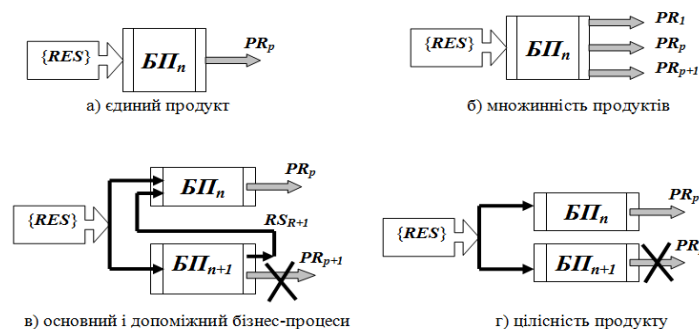 {RES}
БПn
PRp
а) єдиний продукт
{RES}
БПn
PR1
PRp
PRp+1
б) множинність продуктів
{RES}
БПn
PRp
RSR+1
БПn+1
PRp+1
в) основний і допоміжний бізнес-процеси
{RES}
БПn
PRp
БПn+1
г) цілісність продукту